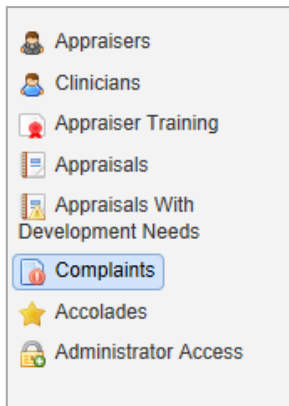 Appraisers
Clinicians
Appraiser Training
Appraisals
Appraisals With
Development Needs
Complaints
Accolades
Administrator Access